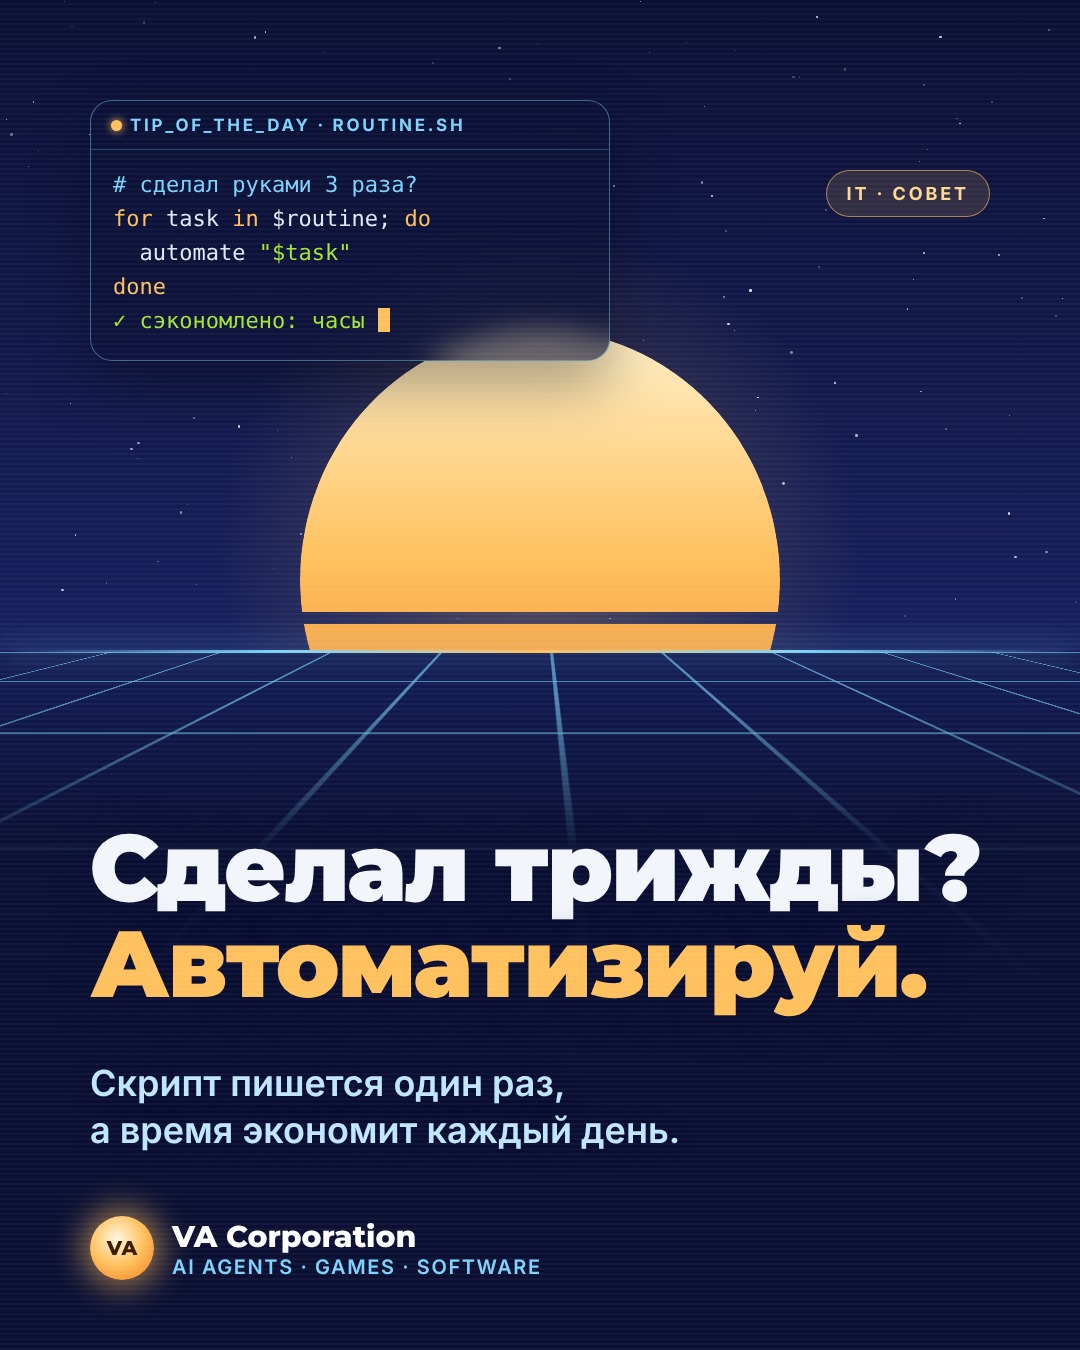 TIP_OF_THE_DAY · ROUTINE.SH
# сделал руками 3 раза?
for task in $routine; do
  automate "$task"
done
✓ сэкономлено: часы
IT · СОВЕТ
Сделал трижды?
Автоматизируй.
Скрипт пишется один раз,
а время экономит каждый день.
VA
VA Corporation
AI AGENTS · GAMES · SOFTWARE